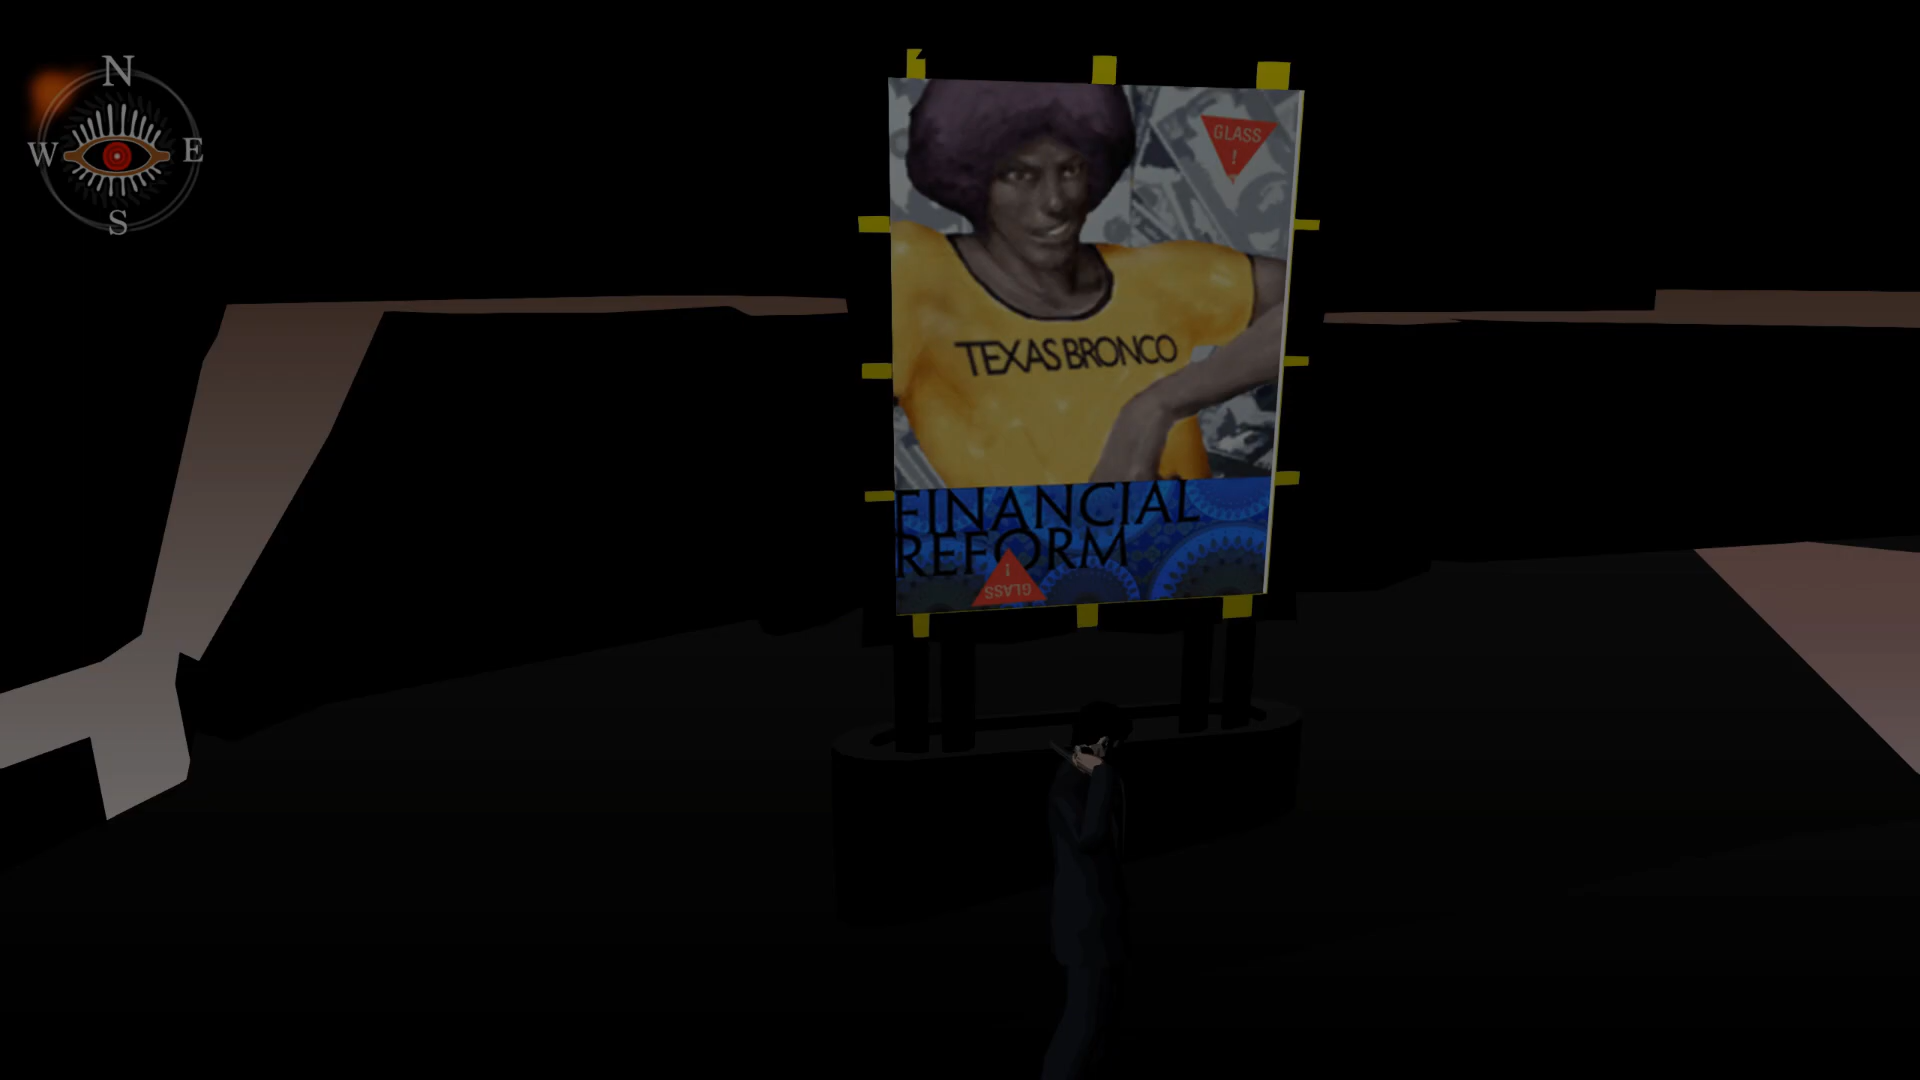 N
W
E
S
GLASS
!
TEXAS BRONCO
FINANCIAL
REFORM
!
GLASS